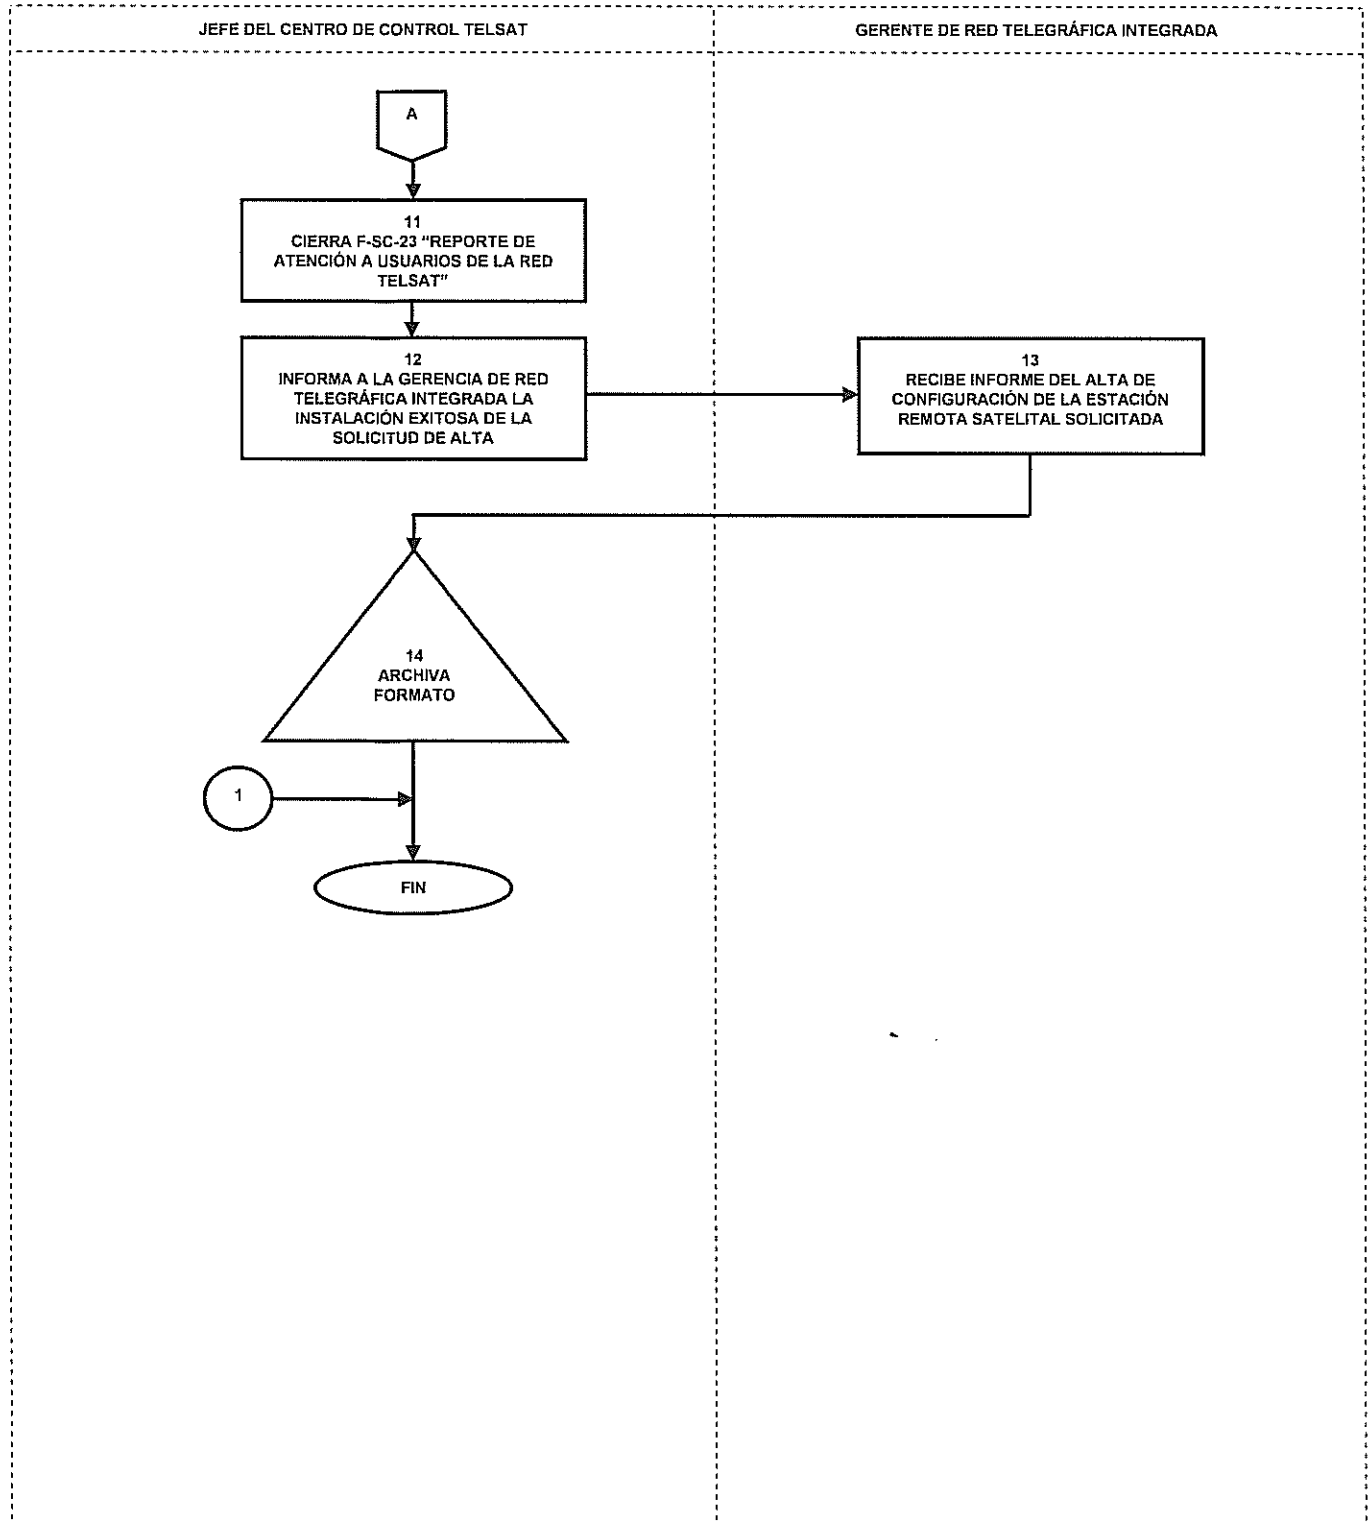 JEFE DEL CENTRO DE CONTROL TELSAT
GERENTE DE RED TELEGRÁFICA INTEGRADA
A
11
CIERRA F-SC-23 “REPORTE DE
ATENCIÓN A USUARIOS DE LA RED
TELSAT”
12
INFORMA A LA GERENCIA DE RED
TELEGRÁFICA INTEGRADA LA
INSTALACIÓN EXITOSA DE LA
SOLICITUD DE ALTA
13
RECIBE INFORME DEL ALTA DE
CONFIGURACIÓN DE LA ESTACIÓN
REMOTA SATELITAL SOLICITADA
14
ARCHIVA
FORMATO
1
FIN